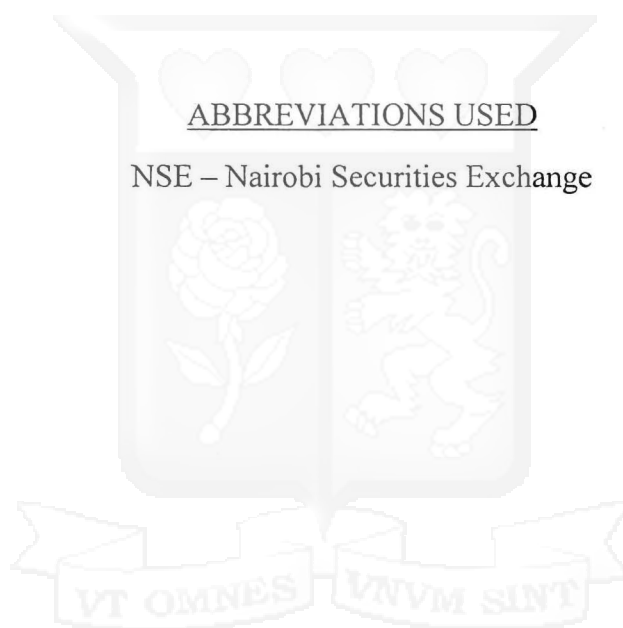 ABBREVIATIONS USED
NSE – Nairobi Securities Exchange
VT OMNES VNVM SINT